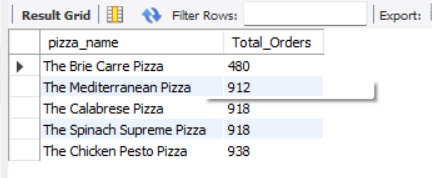 Result Grid Filter Rows: Export:
pizza_name Total_Orders
The Brie Carre Pizza 480
The Mediterranean Pizza 912
The Calabrese Pizza 918
The Spinach Supreme Pizza 918
The Chicken Pesto Pizza 938